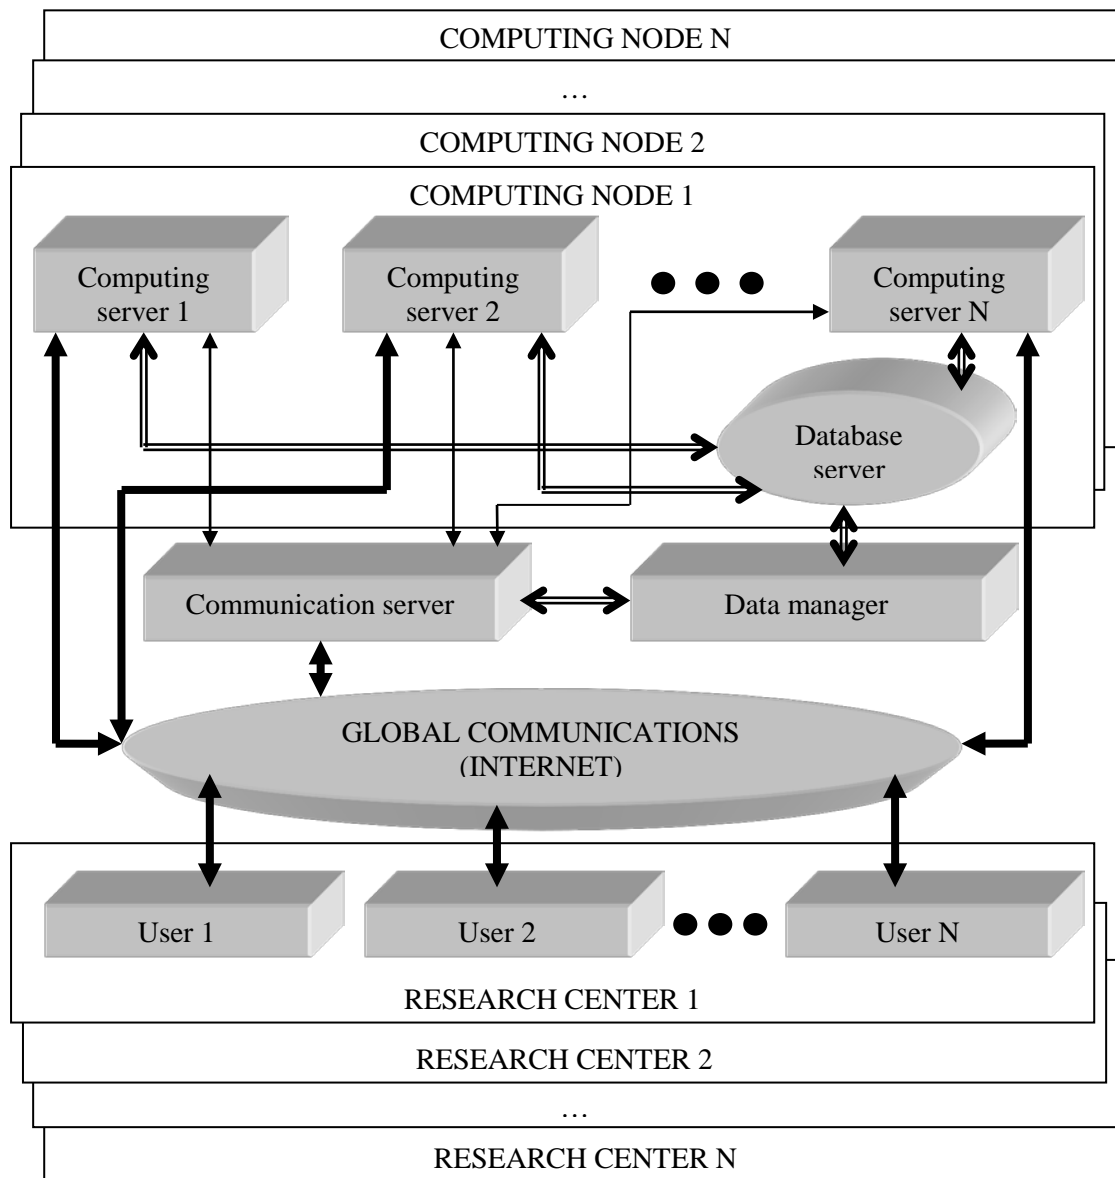 COMPUTING NODE N
…
COMPUTING NODE 2
COMPUTING NODE 1
Computing
server 1
Computing
server 2
Computing
server N
Database
server
Communication server
Data manager
GLOBAL COMMUNICATIONS
(INTERNET)
User 1
User 2
User N
RESEARCH CENTER 1
RESEARCH CENTER 2
…
RESEARCH CENTER N